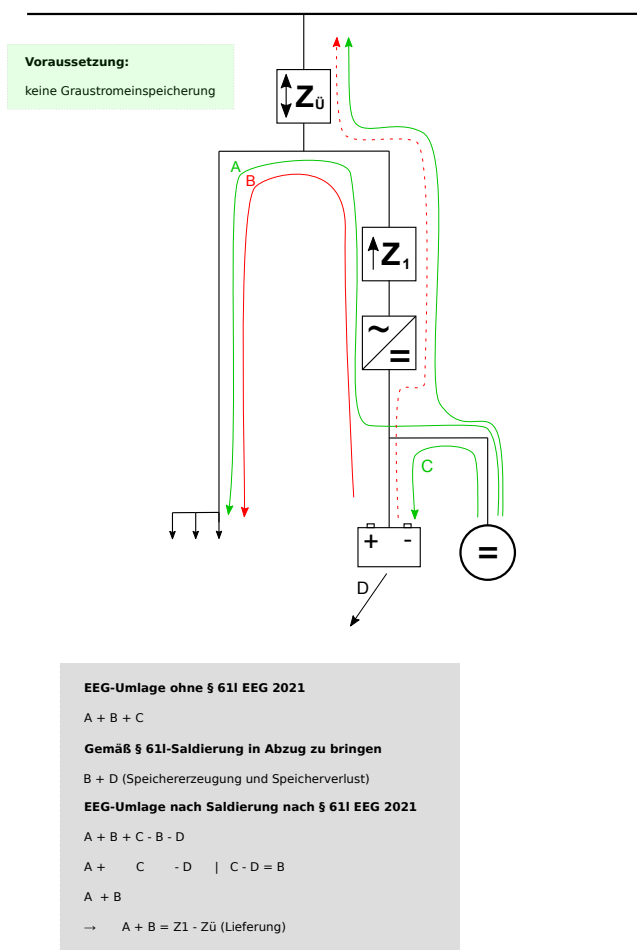 Voraussetzung:
keine Graustromeinspeicherung
ZÜ
A
B
Z1
~
=
C
+ -
=
D
EEG-Umlage ohne § 61l EEG 2021
A + B + C
Gemäß § 61l-Saldierung in Abzug zu bringen
B + D (Speichererzeugung und Speicherverlust)
EEG-Umlage nach Saldierung nach § 61l EEG 2021
A + B + C - B - D
A + C - D | C - D = B
A + B
→ A + B = Z1 - Zü (Lieferung)